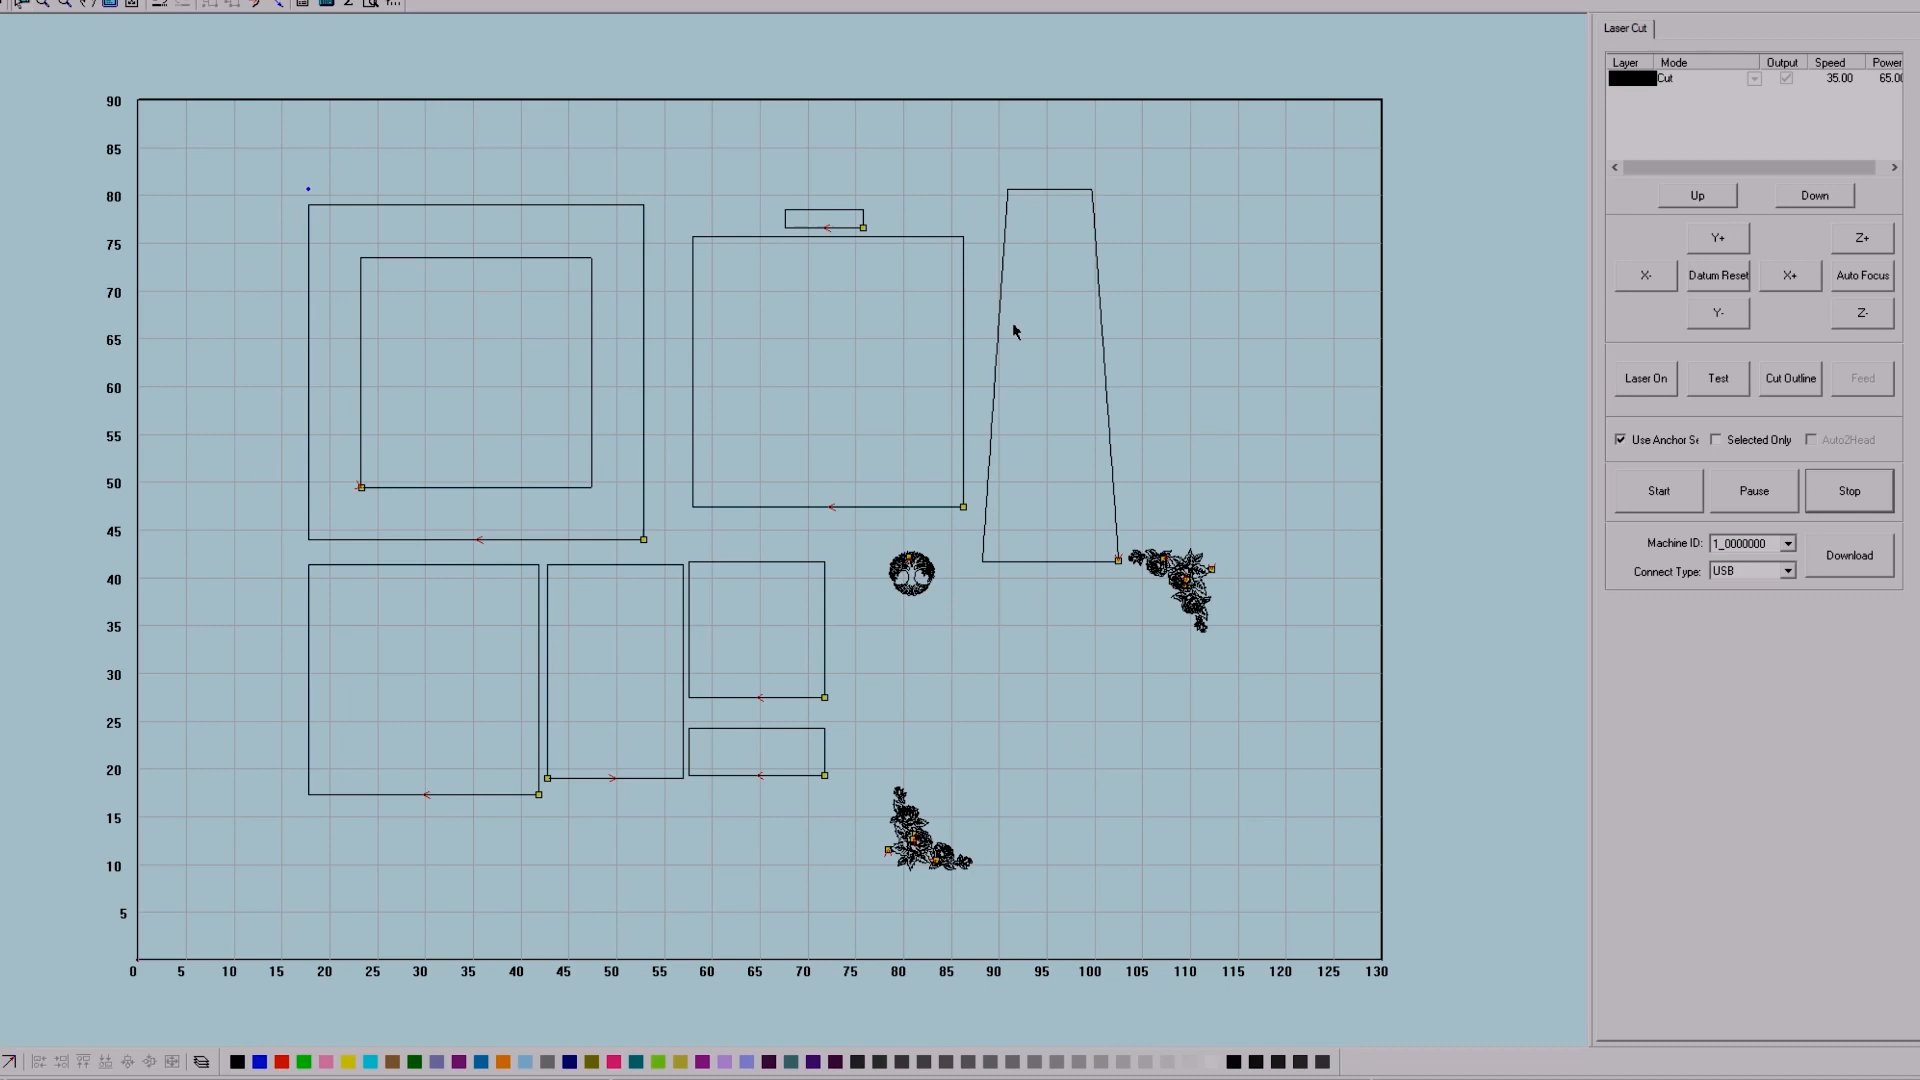 Laser Cut
Layer Mode Output Speed Power
Cut 35.00 65.0
Up Down
Y+ Z+
X- Datum Reset X+ Auto Focus
Y- Z-
Laser On Test Cut Outline Feed
Use Anchor Se Selected Only Auto2Head
Start Pause Stop
Machine ID: 1_0000000
Connect Type: USB
Download
90
85
80
75
70
65
60
55
50
45
40
35
30
25
20
15
10
5
0 5 10 15 20 25 30 35 40 45 50 55 60 65 70 75 80 85 90 95 100 105 110 115 120 125 130